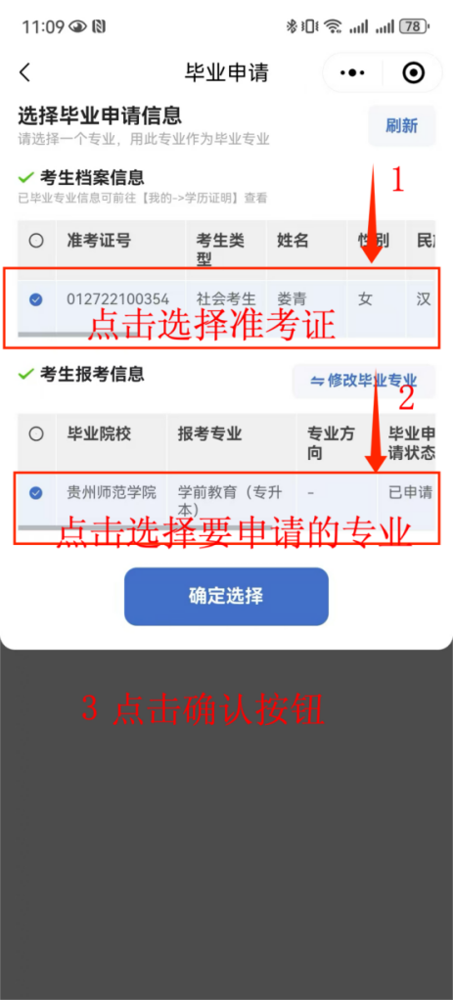 11:09
78
毕业申请
选择毕业申请信息
刷新
请选择一个专业，用此专业作为毕业专业
考生档案信息
1
已毕业专业信息可前往【我的->学历证明】查看
准考证号 考生类型 姓名 性别 民
012722100354 社会考生 娄青 女 汉
点击选择准考证
考生报考信息
⇋修改毕业专业
2
毕业院校 报考专业 专业方向 毕业申请状态
贵州师范学院 学前教育（专升本） - 已申请
点击选择要申请的专业
确定选择
3 点击确认按钮